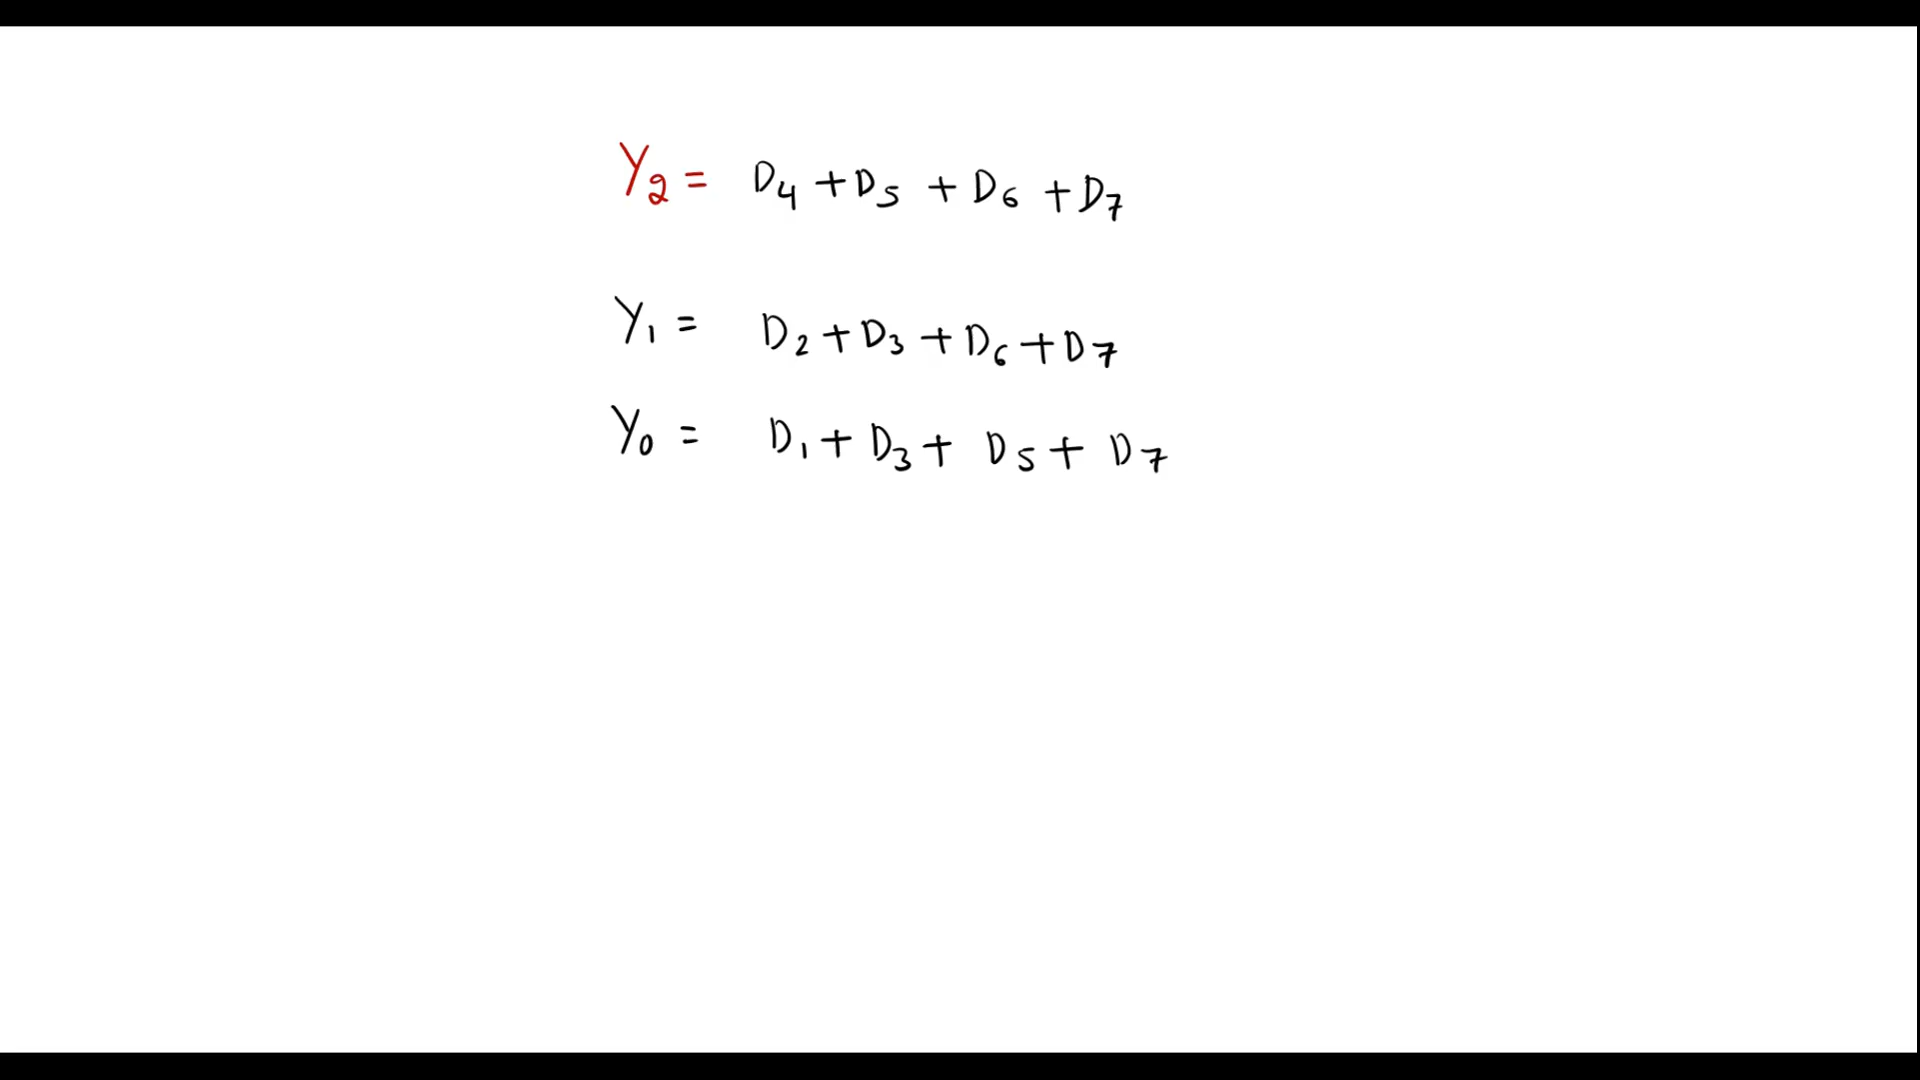 Y₂ = D₄ + D₅ + D₆ + D₇
Y₁ = D₂ + D₃ + D₆ + D₇
Y₀ = D₁ + D₃ + D₅ + D₇